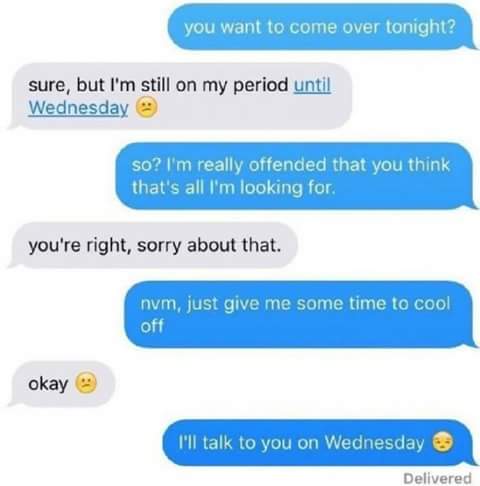 you want to come over tonight?
sure, but I'm still on my period until
Wednesday 😕
so? I'm really offended that you think
that's all I'm looking for.
you're right, sorry about that.
nvm, just give me some time to cool
off
okay 😕
I'll talk to you on Wednesday 😒
Delivered